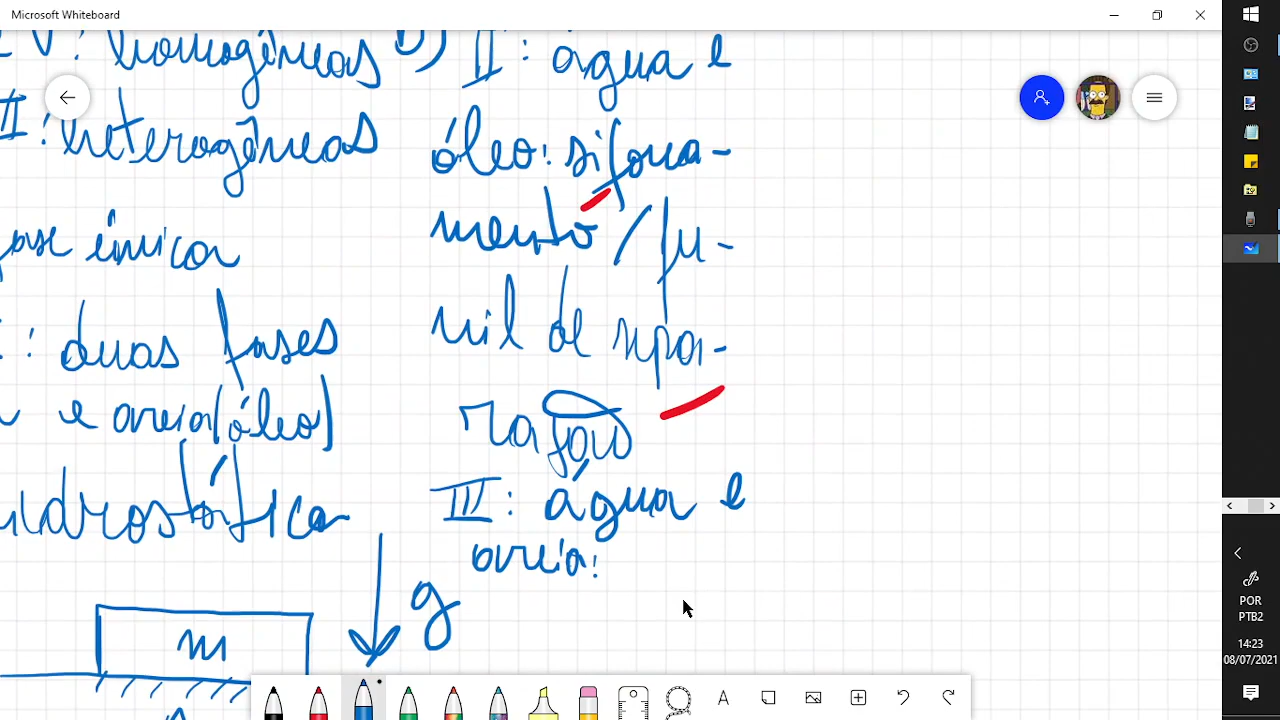 Microsoft Whiteboard
homogêneas
II: heterogêneas
fase única
: duas fases
e areia (óleo)
hidrostática
m
g
b) II: água e
óleo: sifona-
mento / fu-
nil de sepa-
ração
III: água e
areia:
A
POR
PTB2
14:23
08/07/2021